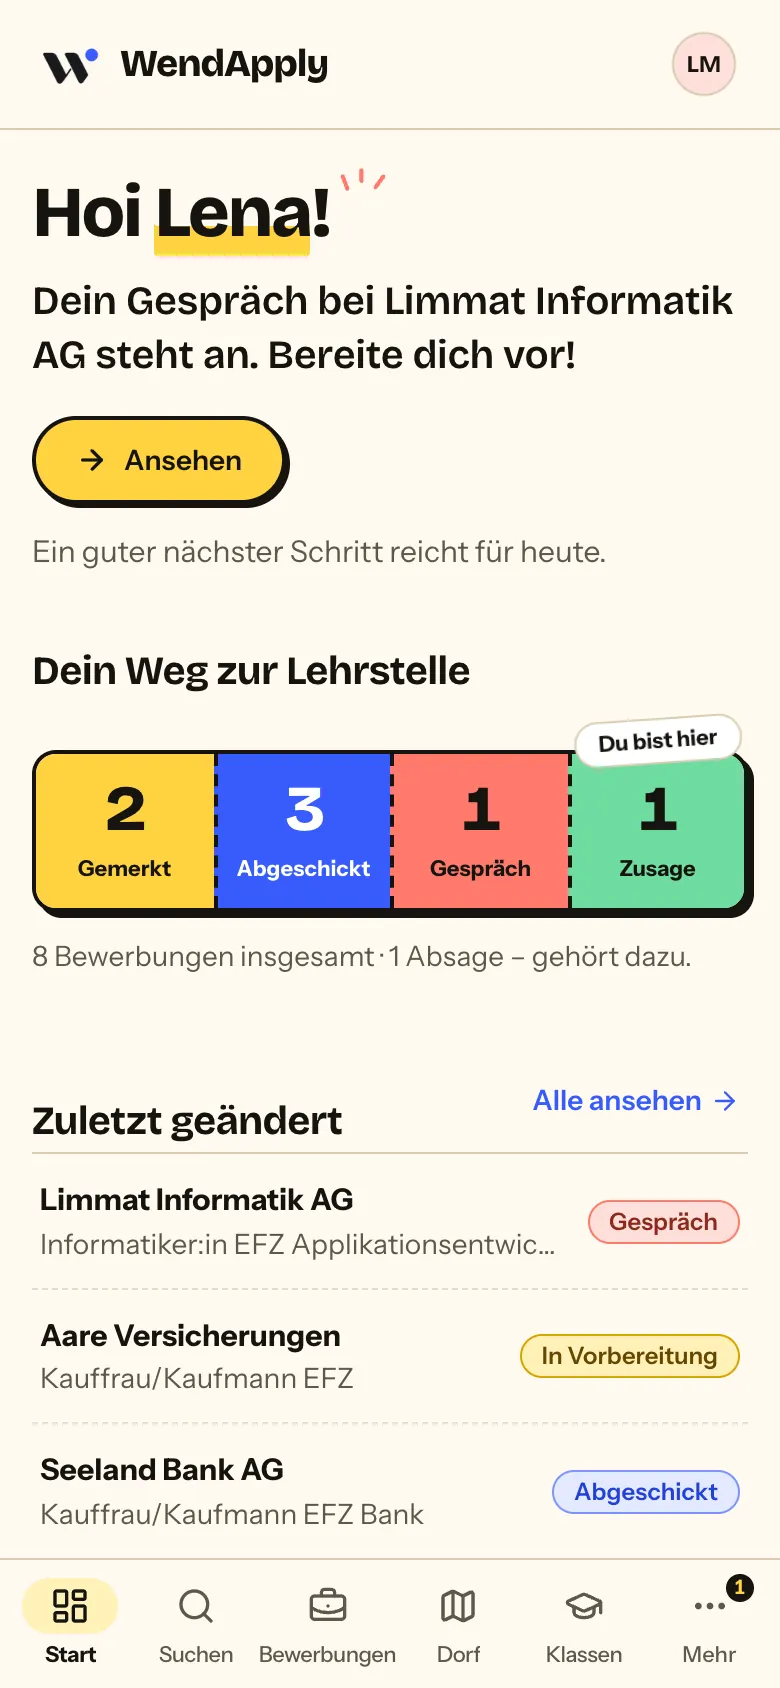 WendApply
LM
Hoi Lena!
Dein Gespräch bei Limmat Informatik
AG steht an. Bereite dich vor!
Ansehen
Ein guter nächster Schritt reicht für heute.
Dein Weg zur Lehrstelle
Du bist hier
2
Gemerkt
3
Abgeschickt
1
Gespräch
1
Zusage
8 Bewerbungen insgesamt · 1 Absage – gehört dazu.
Zuletzt geändert
Alle ansehen
Limmat Informatik AG
Informatiker:in EFZ Applikationsentwic...
Gespräch
Aare Versicherungen
Kauffrau/Kaufmann EFZ
In Vorbereitung
Seeland Bank AG
Kauffrau/Kaufmann EFZ Bank
Abgeschickt
Start
Suchen
Bewerbungen
Dorf
Klassen
1
Mehr